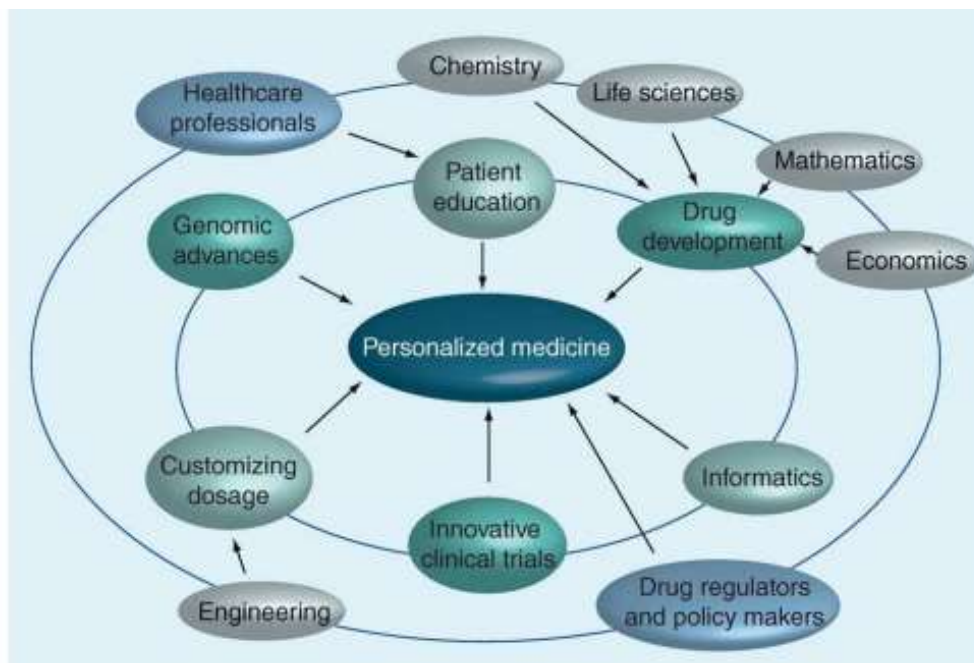 Chemistry
Healthcare
professionals
Life sciences
Mathematics
Patient
education
Genomic
advances
Drug
development
Economics
Personalized medicine
Customizing
dosage
Informatics
Innovative
clinical trials
Engineering
Drug regulators
and policy makers